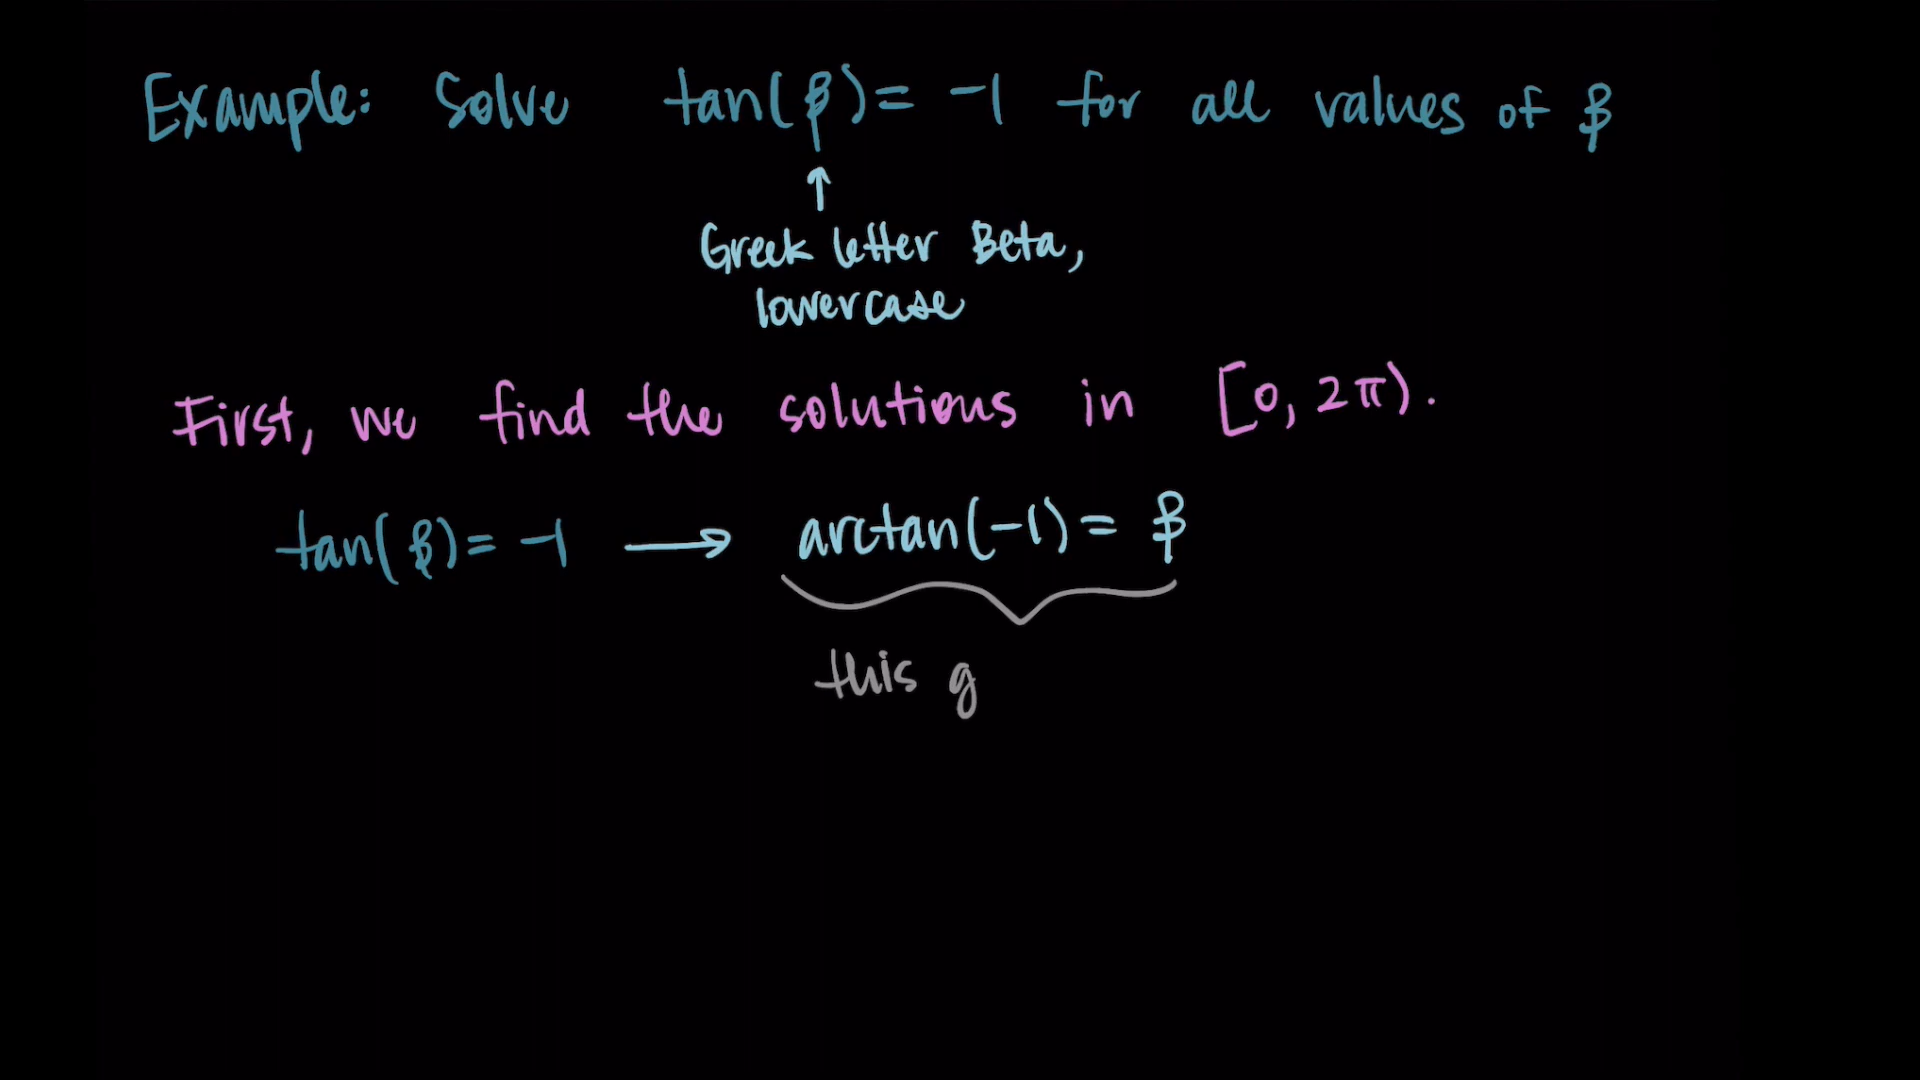 Example: Solve tan(β) = -1 for all values of β
↑
Greek letter Beta,
lowercase
First, we find the solutions in [0, 2π).
tan(β) = -1 → arctan(-1) = β
this g